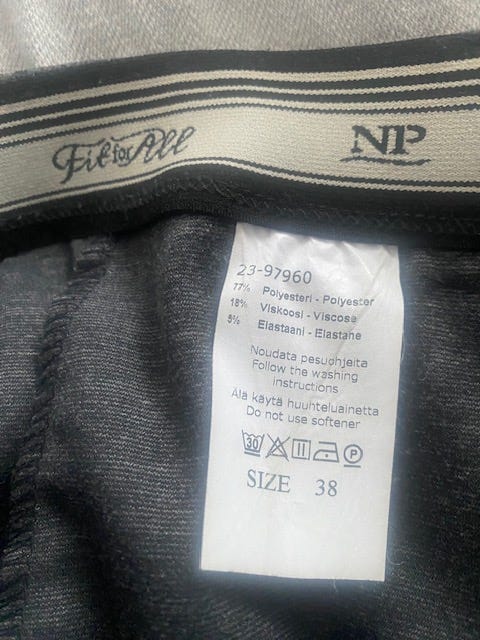 Fit for All NP
23-97960
77% Polyesteri - Polyester
18% Viskoosi - Viscose
5% Elastaani - Elastane
Noudata pesuohjeita
Follow the washing
instructions
Älä käytä huuhteluainetta
Do not use softener
30 P
SIZE 38